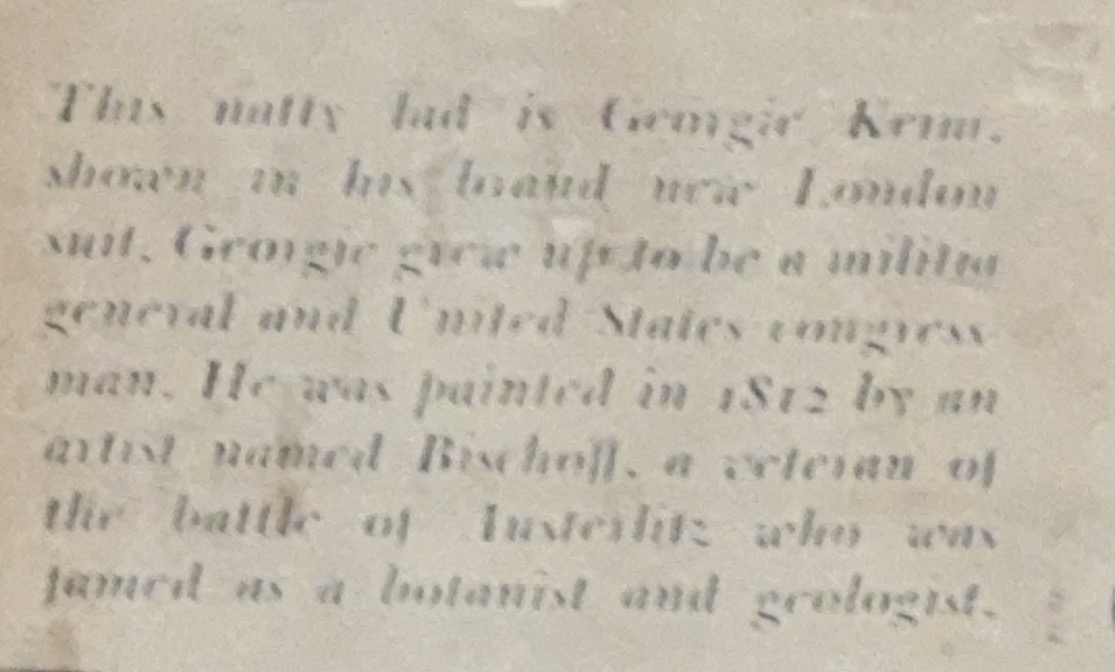 This natty lad is Georgie Krim,
shown in his brand new London
suit. Georgie grew up to be a militia
general and United States congress
man. He was painted in 1812 by an
artist named Bischoff, a veteran of
the battle of Austerlitz who was
famed as a botanist and geologist.